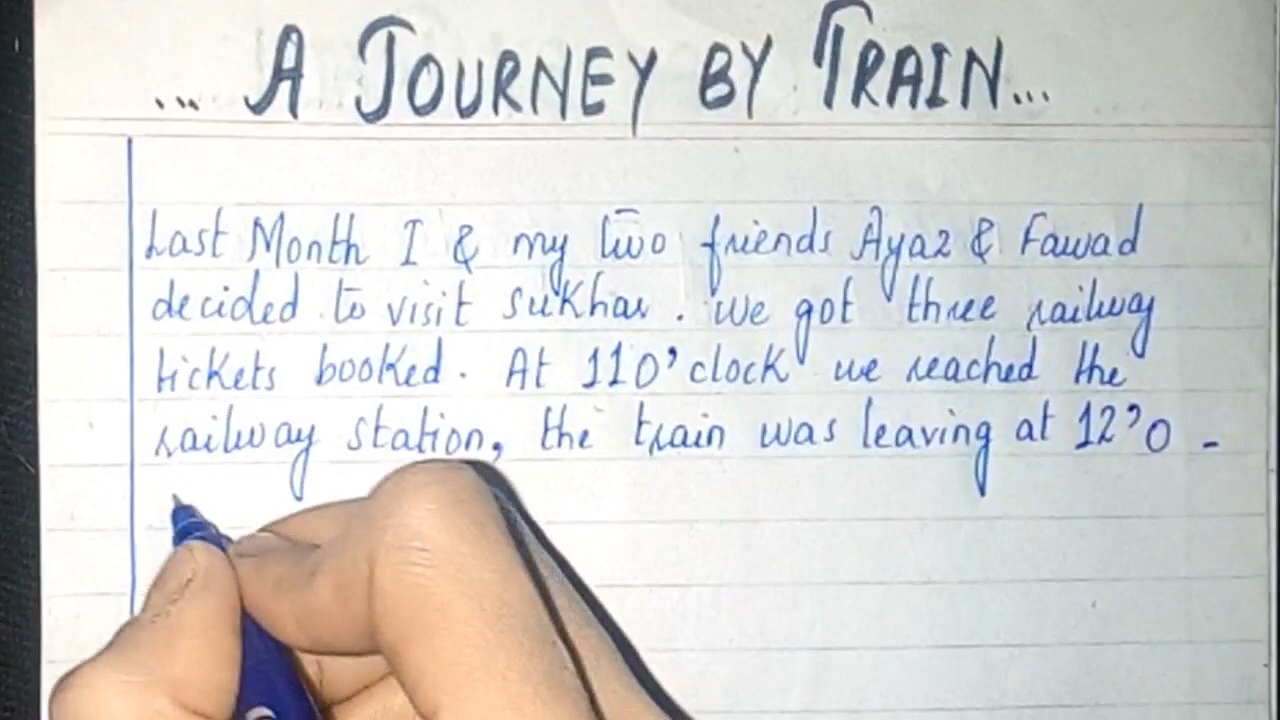 ... A JOURNEY BY TRAIN...
Last Month I & my two friends Ayaz & Fawad
decided to visit Sukhar. We got three railway
tickets booked. At 11 O'clock we reached the
railway station, the train was leaving at 12'O -